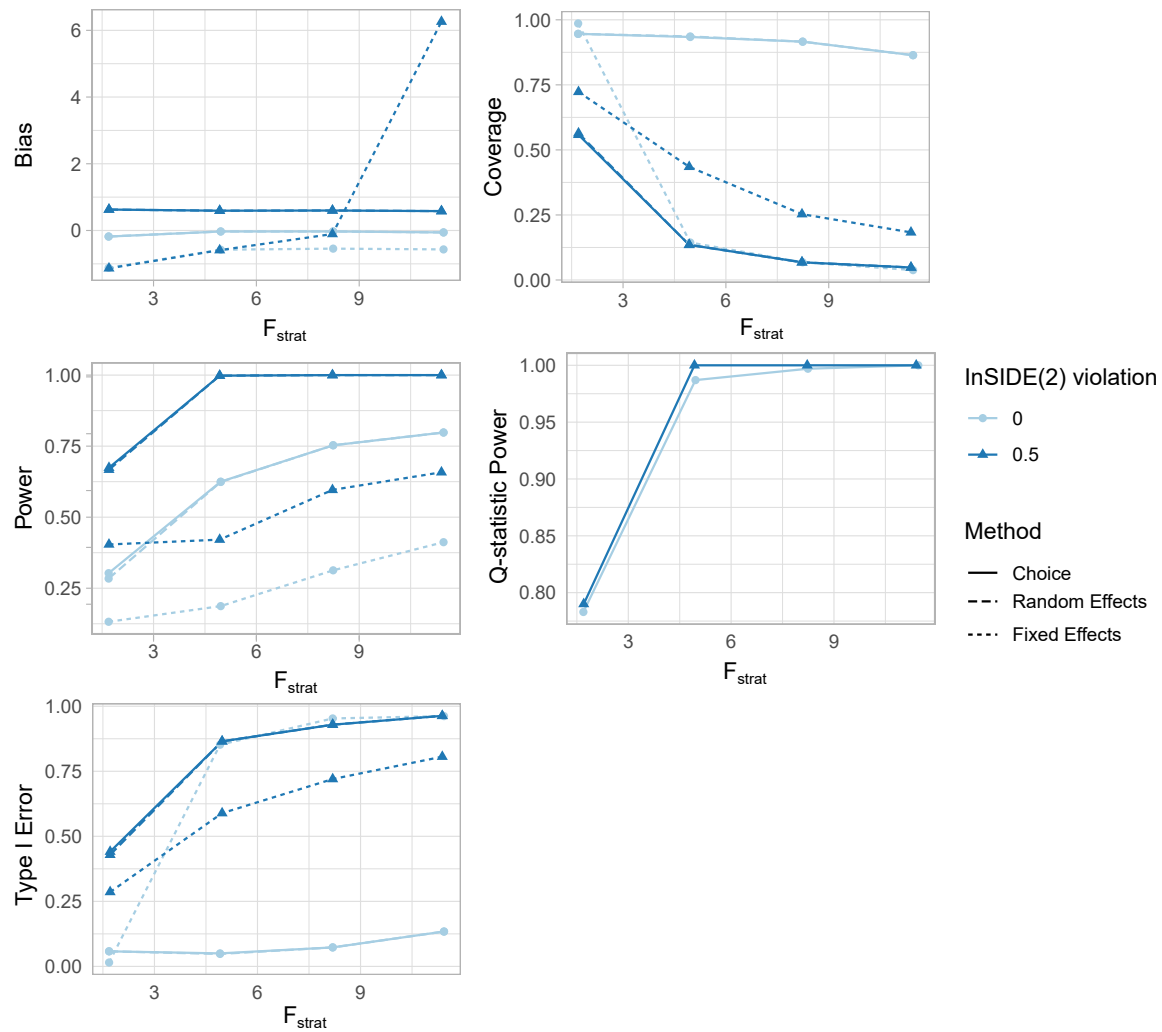 6
4
2
0
Bias
3 6 9
F_strat
1.00
0.75
0.50
0.25
0.00
Coverage
3 6 9
F_strat
1.00
0.75
0.50
0.25
Power
3 6 9
F_strat
1.00
0.95
0.90
0.85
0.80
Q-statistic Power
3 6 9
F_strat
InSIDE(2) violation
0
0.5
Method
Choice
Random Effects
Fixed Effects
1.00
0.75
0.50
0.25
0.00
Type I Error
3 6 9
F_strat